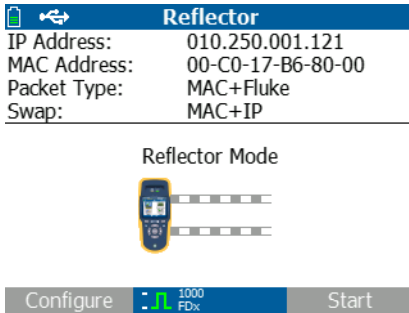 Reflector
IP Address: 010.250.001.121
MAC Address: 00-C0-17-B6-80-00
Packet Type: MAC+Fluke
Swap: MAC+IP
Reflector Mode
Configure 1000 FDx Start